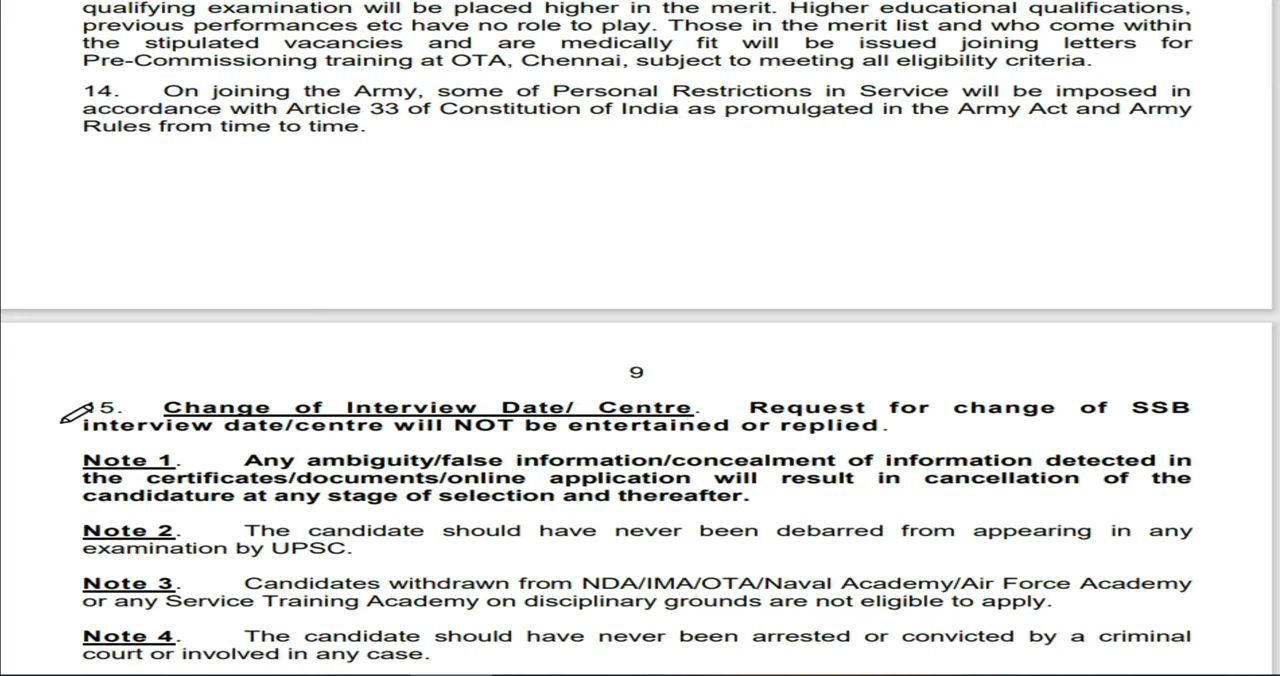 qualifying examination will be placed higher in the merit. Higher educational qualifications,
previous performances etc have no role to play. Those in the merit list and who come within
the stipulated vacancies and are medically fit will be issued joining letters for
Pre-Commissioning training at OTA, Chennai, subject to meeting all eligibility criteria.
14. On joining the Army, some of Personal Restrictions in Service will be imposed in
accordance with Article 33 of Constitution of India as promulgated in the Army Act and Army
Rules from time to time.
9
5. Change of Interview Date/ Centre. Request for change of SSB
interview date/centre will NOT be entertained or replied.
Note 1. Any ambiguity/false information/concealment of information detected in
the certificates/documents/online application will result in cancellation of the
candidature at any stage of selection and thereafter.
Note 2. The candidate should have never been debarred from appearing in any
examination by UPSC.
Note 3. Candidates withdrawn from NDA/IMA/OTA/Naval Academy/Air Force Academy
or any Service Training Academy on disciplinary grounds are not eligible to apply.
Note 4. The candidate should have never been arrested or convicted by a criminal
court or involved in any case.